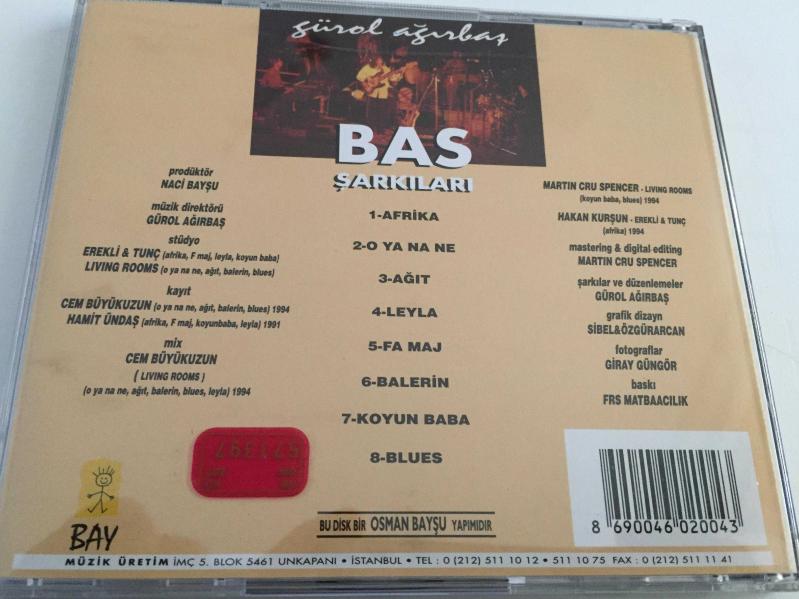 gürol ağırbaş
BAS
ŞARKILARI
prodüktör
NACİ BAYŞU
müzik direktörü
GÜROL AĞIRBAŞ
stüdyo
EREKLİ & TUNÇ (afrika, F maj, leyla, koyun baba)
LIVING ROOMS (o ya na ne, ağıt, balerin, blues)
kayıt
CEM BÜYÜKUZUN (o ya na ne, ağıt, balerin, blues) 1994
HAMİT ÜNDAŞ (afrika, F maj, koyunbaba, leyla) 1991
mix
CEM BÜYÜKUZUN
( LIVING ROOMS )
(o ya na ne, ağıt, balerin, blues, leyla) 1994
1-AFRİKA
2-O YA NA NE
3-AĞIT
4-LEYLA
5-FA MAJ
6-BALERİN
7-KOYUN BABA
8-BLUES
MARTIN CRU SPENCER - LIVING ROOMS
(koyun baba, blues) 1994
HAKAN KURŞUN - EREKLİ & TUNÇ
(afrika) 1994
mastering & digital editing
MARTIN CRU SPENCER
şarkılar ve düzenlemeler
GÜROL AĞIRBAŞ
grafik dizayn
SİBEL&ÖZGÜRARCAN
fotograflar
GİRAY GÜNGÖR
baskı
FRS MATBAACILIK
BU DİSK BİR OSMAN BAYŞU YAPIMIDIR
8 690046 020043
BAY
MÜZİK ÜRETİM İMÇ 5. BLOK 5461 UNKAPANI • İSTANBUL • TEL : 0 (212) 511 10 12 • 511 10 75 FAX : 0 (212) 511 11 41